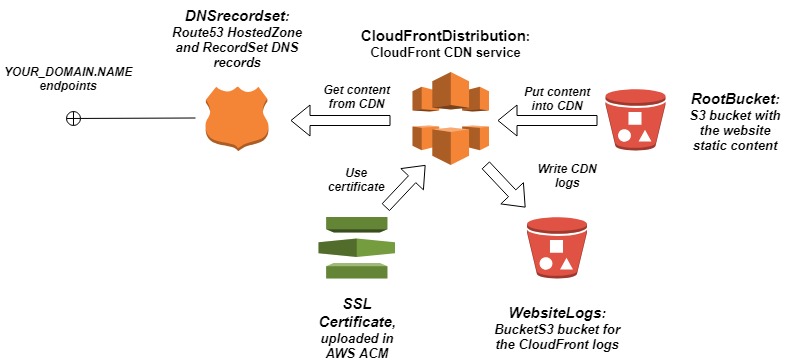 DNSrecordset:
Route53 HostedZone
and RecordSet DNS
records
CloudFrontDistribution:
CloudFront CDN service
YOUR_DOMAIN.NAME
endpoints
Get content
from CDN
Put content
into CDN
RootBucket:
S3 bucket with
the website
static content
Use
certificate
Write CDN
logs
SSL
Certificate,
uploaded in
AWS ACM
WebsiteLogs:
BucketS3 bucket for
the CloudFront logs